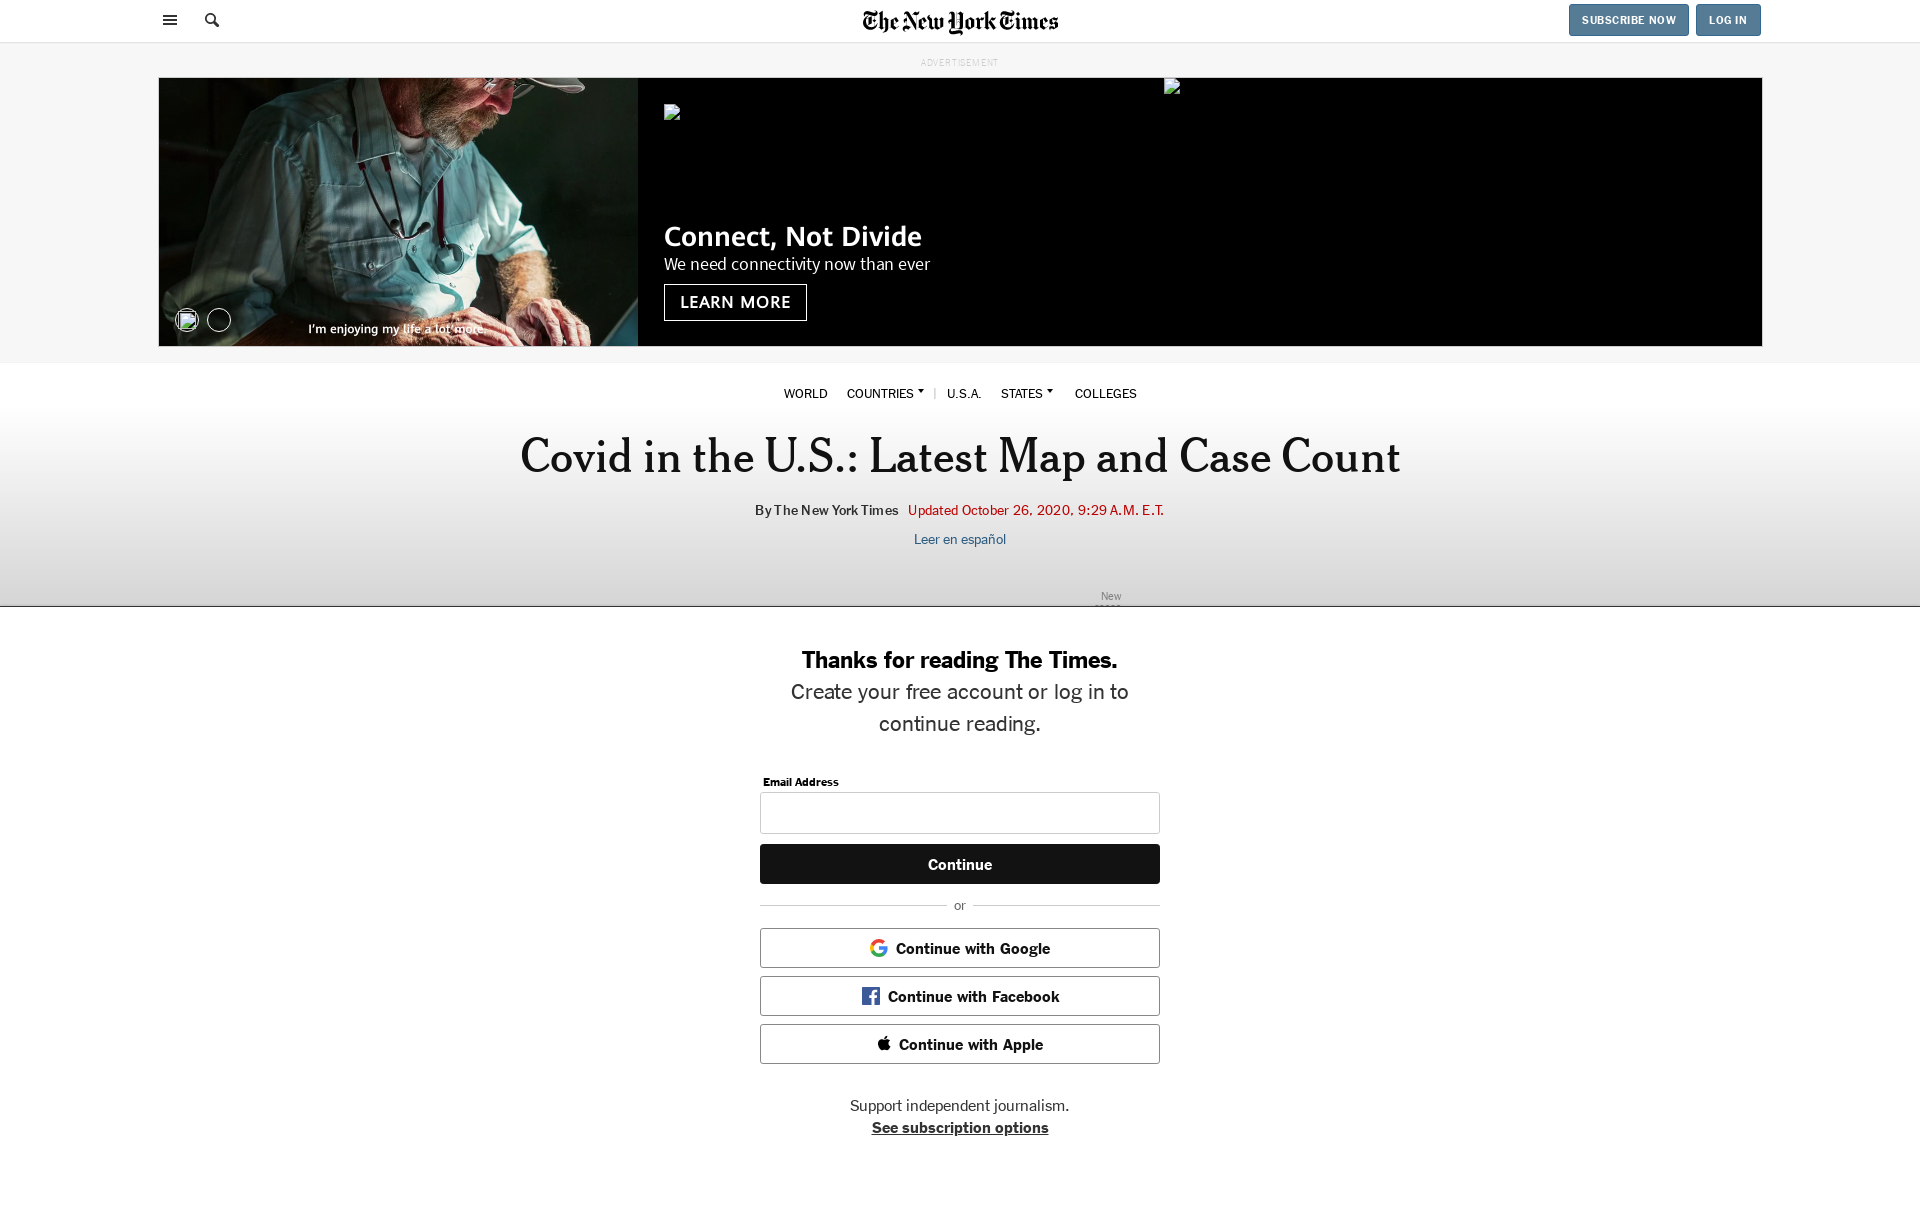 The New York Times
SUBSCRIBE NOW
LOG IN
ADVERTISEMENT
Connect, Not Divide
We need connectivity now than ever
LEARN MORE
I'm enjoying my life a lot more.
WORLD COUNTRIES | U.S.A. STATES COLLEGES
Covid in the U.S.: Latest Map and Case Count
By The New York Times Updated October 26, 2020, 9:29 A.M. E.T.
Leer en español
New
Thanks for reading The Times.
Create your free account or log in to
continue reading.
Email Address
Continue
or
Continue with Google
Continue with Facebook
Continue with Apple
Support independent journalism.
See subscription options